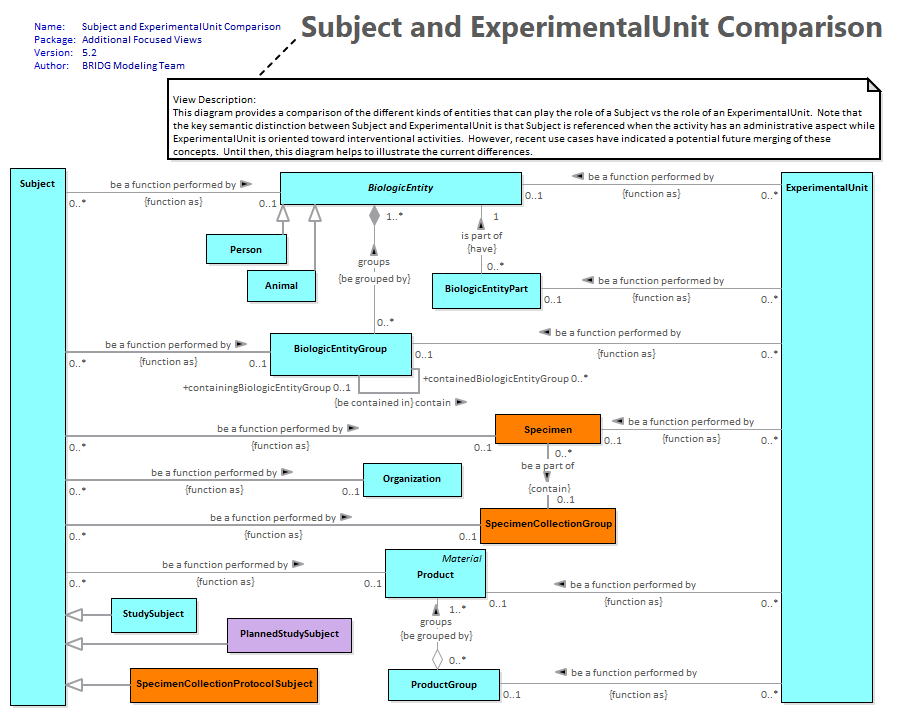 Name: Subject and ExperimentalUnit Comparison
Package: Additional Focused Views
Version: 5.2
Author: BRIDG Modeling Team
Subject and ExperimentalUnit Comparison
View Description:
This diagram provides a comparison of the different kinds of entities that can play the role of a Subject vs the role of an ExperimentalUnit. Note that
the key semantic distinction between Subject and ExperimentalUnit is that Subject is referenced when the activity has an administrative aspect while
ExperimentalUnit is oriented toward interventional activities. However, recent use cases have indicated a potential future merging of these
concepts. Until then, this diagram helps to illustrate the current differences.
Subject
be a function performed by
{function as}
0..*
0..1
BiologicEntity
be a function performed by
{function as}
0..1
0..*
ExperimentalUnit
Person
Animal
1..*
groups
{be grouped by}
0..*
1
is part of
{have}
0..*
BiologicEntityPart
be a function performed by
{function as}
0..1
0..*
be a function performed by
{function as}
0..*
0..1
BiologicEntityGroup
be a function performed by
{function as}
0..1
0..*
+containingBiologicEntityGroup 0..1
+containedBiologicEntityGroup 0..*
{be contained in} contain
be a function performed by
{function as}
0..*
0..1
Specimen
be a function performed by
{function as}
0..1
0..*
0..*
be a part of
{contain}
0..1
be a function performed by
{function as}
0..*
0..1
Organization
be a function performed by
{function as}
0..*
0..1
SpecimenCollectionGroup
be a function performed by
{function as}
0..*
0..1
Material
Product
be a function performed by
{function as}
0..1
0..*
1..*
groups
{be grouped by}
0..*
StudySubject
PlannedStudySubject
SpecimenCollectionProtocolSubject
ProductGroup
be a function performed by
{function as}
0..1
0..*